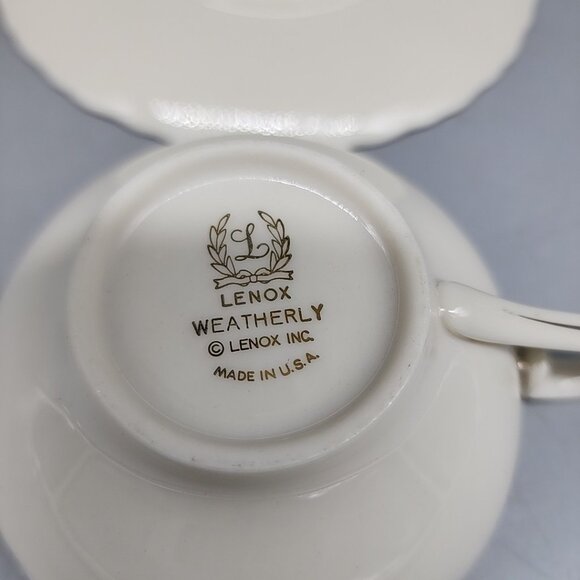 L
LENOX
WEATHERLY
© LENOX INC.
MADE IN U.S.A.